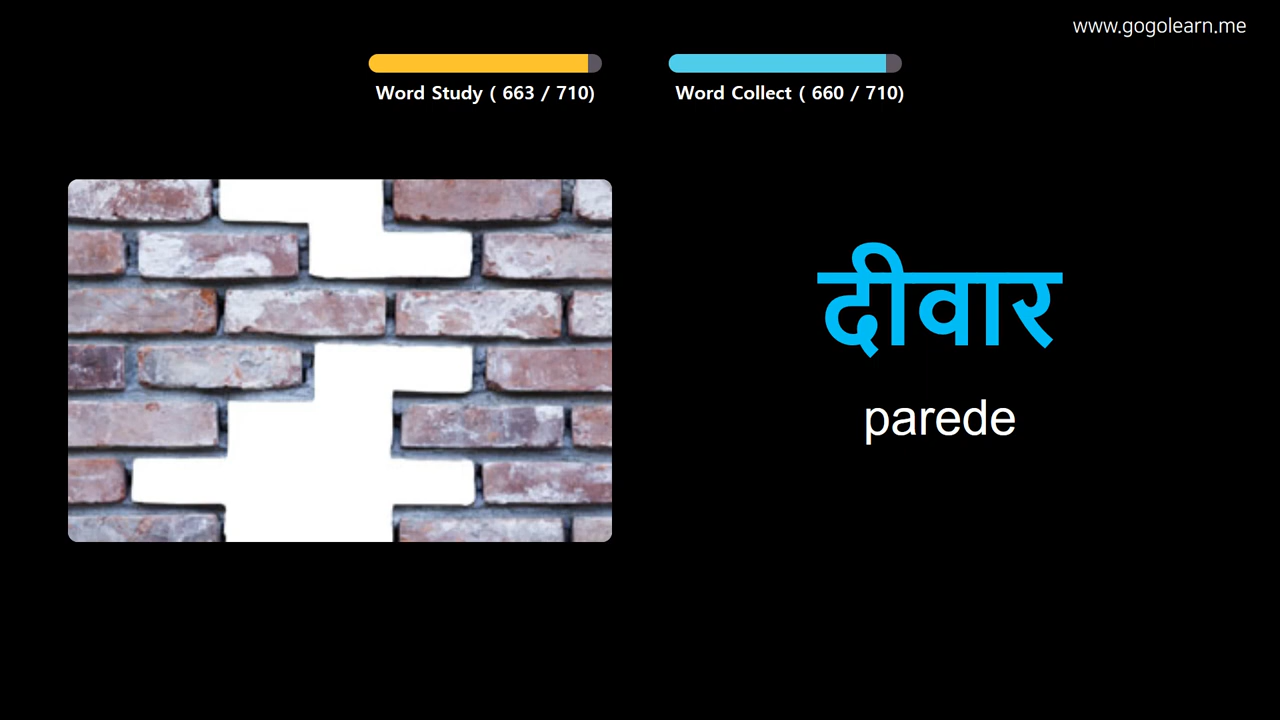 www.gogolearn.me
Word Study ( 663 / 710)
Word Collect ( 660 / 710)
दीवार
parede